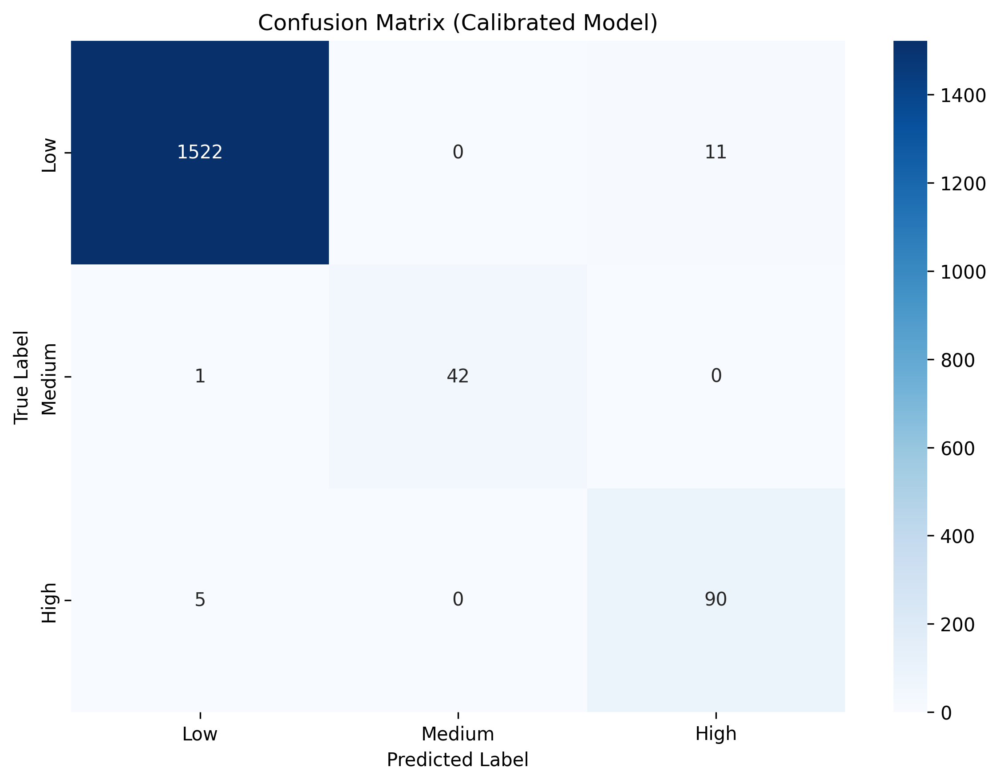 Confusion Matrix (Calibrated Model)
True Label
Low
1522
0
11
Medium
1
42
0
High
5
0
90
Low
Medium
High
Predicted Label
1400
1200
1000
800
600
400
200
0